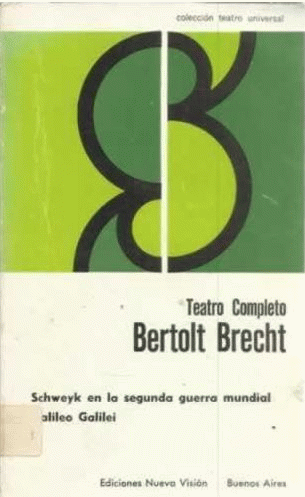 colección teatro universal
Teatro Completo
Bertolt Brecht
Schweyk en la segunda guerra mundial
alileo Galilei
Ediciones Nueva Visión Buenos Aires